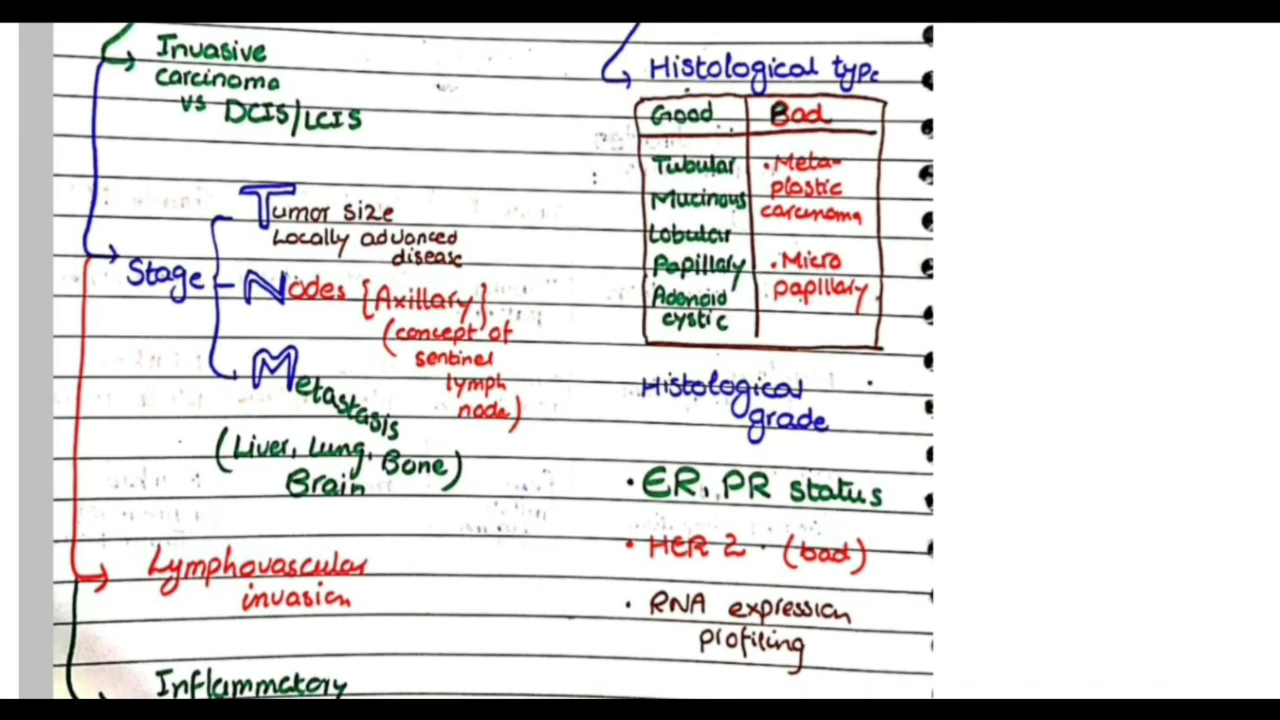 Invasive
carcinoma
vs DCIS/LCIS
Stage
Tumor size
Locally advanced
disease
Nodes {Axillary}
(concept of
sentinel
lymph
node)
Metastasis
(Liver, Lung, Bone)
Brain
Lymphovascular
invasion
Inflammatory
Histological type
Good
Bad
Tubular
Mucinous
Lobular
Papillary
Adenoid
cystic
• Meta-
plastic
carcinoma
• Micro
papillary
Histological
grade
• ER, PR status
• HER 2 (bad)
• RNA expression
profiling